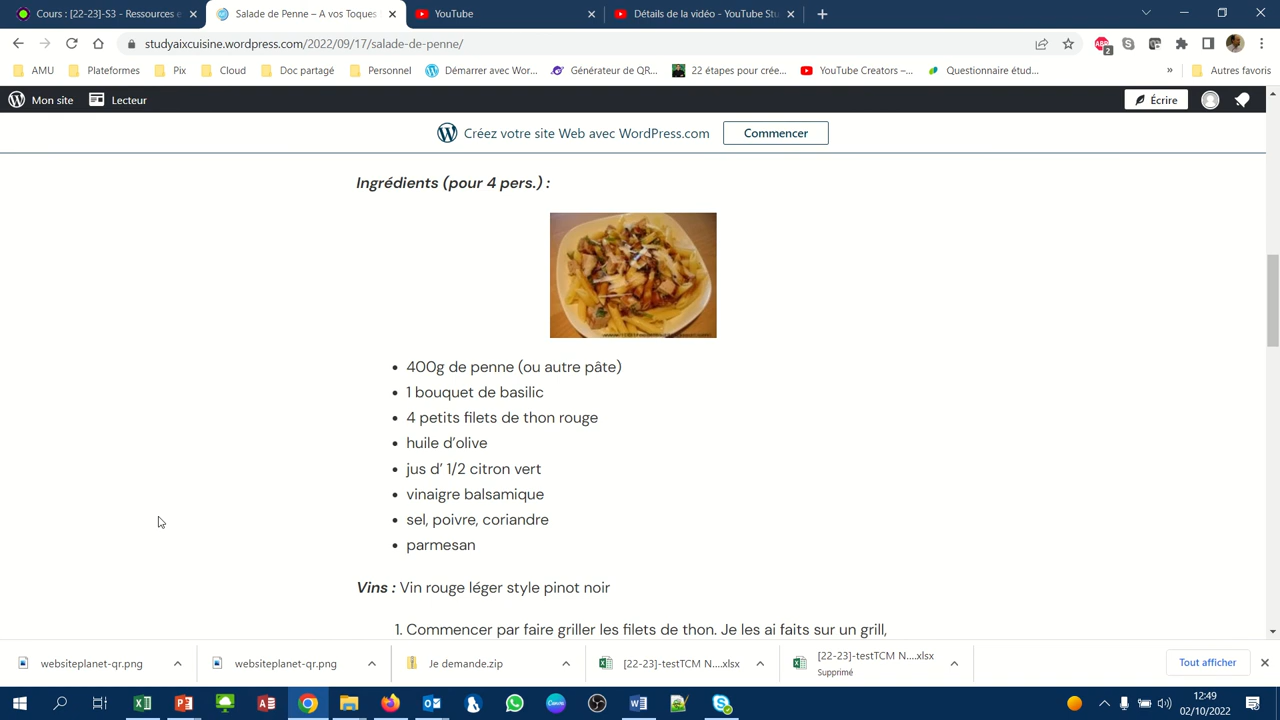 Cours : [22-23]-S3 - Ressources e
Salade de Penne – A vos Toques
YouTube
Détails de la vidéo - YouTube Stu
studyaixcuisine.wordpress.com/2022/09/17/salade-de-penne/
2
AMU
Plateformes
Pix
Cloud
Doc partagé
Personnel
Démarrer avec Wor...
Générateur de QR...
22 étapes pour crée...
YouTube Creators –...
Questionnaire étud...
»
Autres favoris
Mon site
Lecteur
Écrire
Créez votre site Web avec WordPress.com
Commencer
Ingrédients (pour 4 pers.) :
• 400g de penne (ou autre pâte)
• 1 bouquet de basilic
• 4 petits filets de thon rouge
• huile d’olive
• jus d’ 1/2 citron vert
• vinaigre balsamique
• sel, poivre, coriandre
• parmesan
Vins : Vin rouge léger style pinot noir
1. Commencer par faire griller les filets de thon. Je les ai faits sur un grill,
websiteplanet-qr.png
websiteplanet-qr.png
Je demande.zip
[22-23]-testTCM N....xlsx
[22-23]-testTCM N....xlsx
Supprimé
Tout afficher
12:49
02/10/2022